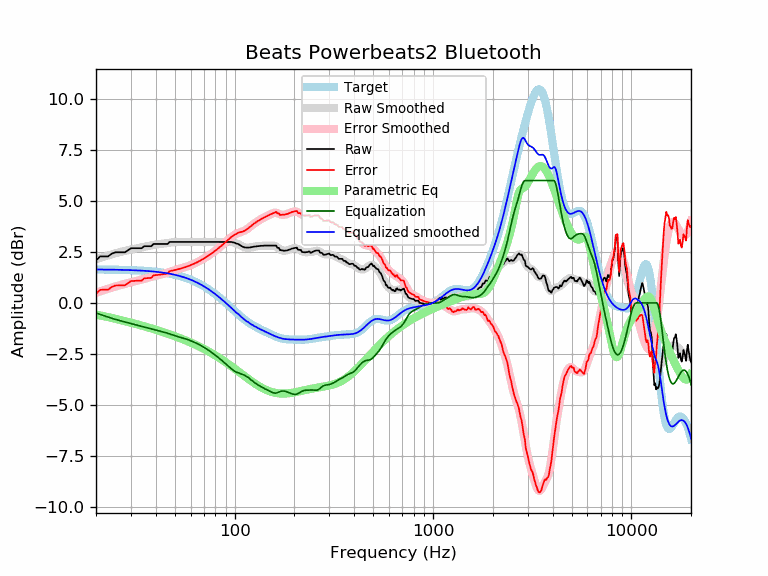 Beats Powerbeats2 Bluetooth
Target
Raw Smoothed
Error Smoothed
Raw
Error
Parametric Eq
Equalization
Equalized smoothed
Amplitude (dBr)
10.0
7.5
5.0
2.5
0.0
−2.5
−5.0
−7.5
−10.0
100
1000
10000
Frequency (Hz)